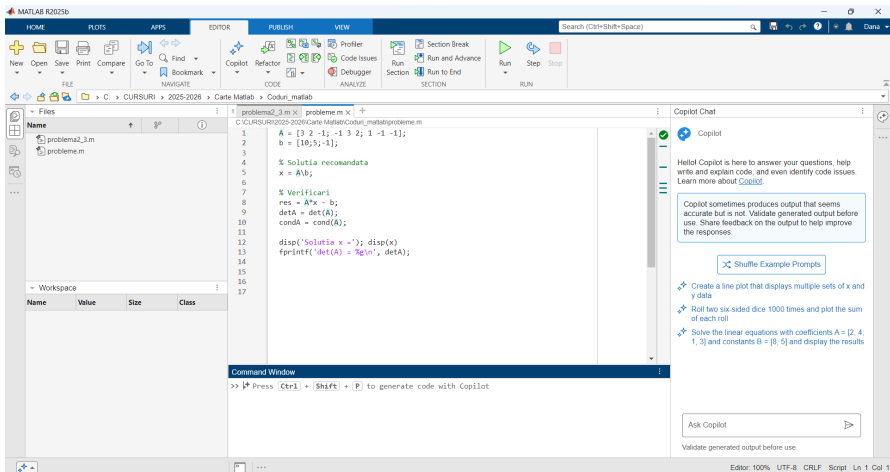 MATLAB R2025b
HOME PLOTS APPS EDITOR PUBLISH VIEW Search (Ctrl+Shift+Space) Dana
New Open Save Print Compare Go To Find Bookmark Copilot Refactor Profiler Code Issues Debugger Run Section Section Break Run and Advance Run to End Run Step Stop
FILE NAVIGATE CODE ANALYZE SECTION RUN
C: CURSURI 2025-2026 Carte Matlab Coduri_matlab
Files
Name
problema2_3.m
probleme.m
Workspace
Name Value Size Class
problema2_3.m probleme.m
C:\CURSURI\2025-2026\Carte Matlab\Coduri_matlab\probleme.m
1 A = [3 2 -1; -1 3 2; 1 -1 -1];
2 b = [10;5;-1];
3
4 % Solutia recomandata
5 x = A\b;
6
7 % Verificari
8 res = A*x - b;
9 detA = det(A);
10 condA = cond(A);
11
12 disp('Solutia x ='); disp(x)
13 fprintf('det(A) = %g\n', detA);
14
15
16
17
Command Window
>> Press Ctrl + Shift + P to generate code with Copilot
Copilot Chat
Copilot
Hello! Copilot is here to answer your questions, help
write and explain code, and even identify code issues.
Learn more about Copilot.
Copilot sometimes produces output that seems
accurate but is not. Validate generated output before
use. Share feedback on the output to help improve
the responses.
Shuffle Example Prompts
Create a line plot that displays multiple sets of x and
y data
Roll two six-sided dice 1000 times and plot the sum
of each roll
Solve the linear equations with coefficients A = [2, 4;
1, 3] and constants B = [8; 5] and display the results
Ask Copilot
Validate generated output before use
Editor: 100% UTF-8 CRLF Script Ln 1 Col 1